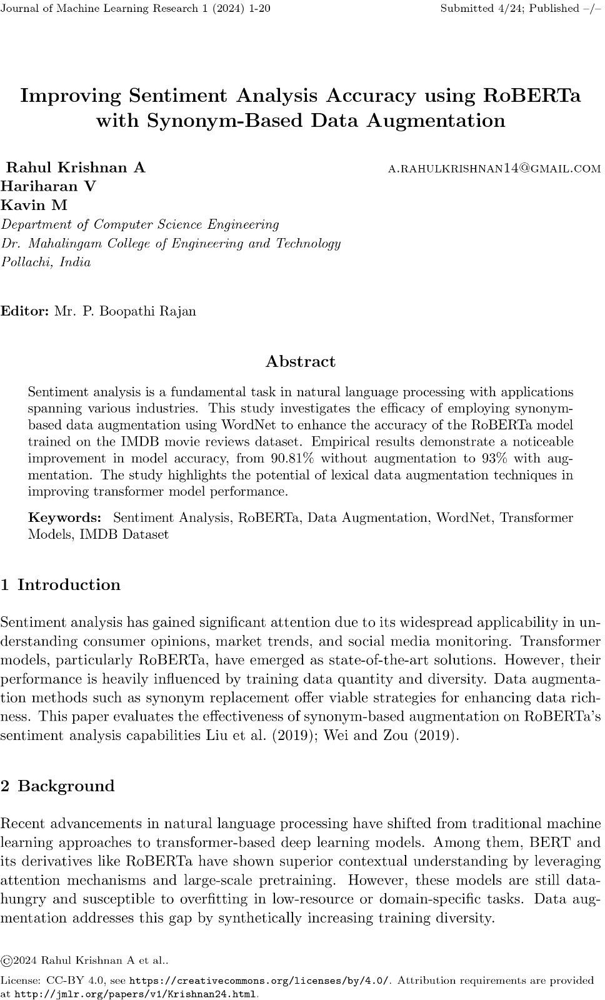 Journal of Machine Learning Research 1 (2024) 1-20 Submitted 4/24; Published –/–
Improving Sentiment Analysis Accuracy using RoBERTa
with Synonym-Based Data Augmentation
Rahul Krishnan A a.rahulkrishnan14@gmail.com
Hariharan V
Kavin M
Department of Computer Science Engineering
Dr. Mahalingam College of Engineering and Technology
Pollachi, India
Editor: Mr. P. Boopathi Rajan
Abstract
Sentiment analysis is a fundamental task in natural language processing with applications
spanning various industries. This study investigates the efficacy of employing synonym-
based data augmentation using WordNet to enhance the accuracy of the RoBERTa model
trained on the IMDB movie reviews dataset. Empirical results demonstrate a noticeable
improvement in model accuracy, from 90.81% without augmentation to 93% with aug-
mentation. The study highlights the potential of lexical data augmentation techniques in
improving transformer model performance.
Keywords: Sentiment Analysis, RoBERTa, Data Augmentation, WordNet, Transformer
Models, IMDB Dataset
1 Introduction
Sentiment analysis has gained significant attention due to its widespread applicability in un-
derstanding consumer opinions, market trends, and social media monitoring. Transformer
models, particularly RoBERTa, have emerged as state-of-the-art solutions. However, their
performance is heavily influenced by training data quantity and diversity. Data augmenta-
tion methods such as synonym replacement offer viable strategies for enhancing data rich-
ness. This paper evaluates the effectiveness of synonym-based augmentation on RoBERTa's
sentiment analysis capabilities Liu et al. (2019); Wei and Zou (2019).
2 Background
Recent advancements in natural language processing have shifted from traditional machine
learning approaches to transformer-based deep learning models. Among them, BERT and
its derivatives like RoBERTa have shown superior contextual understanding by leveraging
attention mechanisms and large-scale pretraining. However, these models are still data-
hungry and susceptible to overfitting in low-resource or domain-specific tasks. Data aug-
mentation addresses this gap by synthetically increasing training diversity.
©2024 Rahul Krishnan A et al..
License: CC-BY 4.0, see https://creativecommons.org/licenses/by/4.0/. Attribution requirements are provided
at http://jmlr.org/papers/v1/Krishnan24.html.